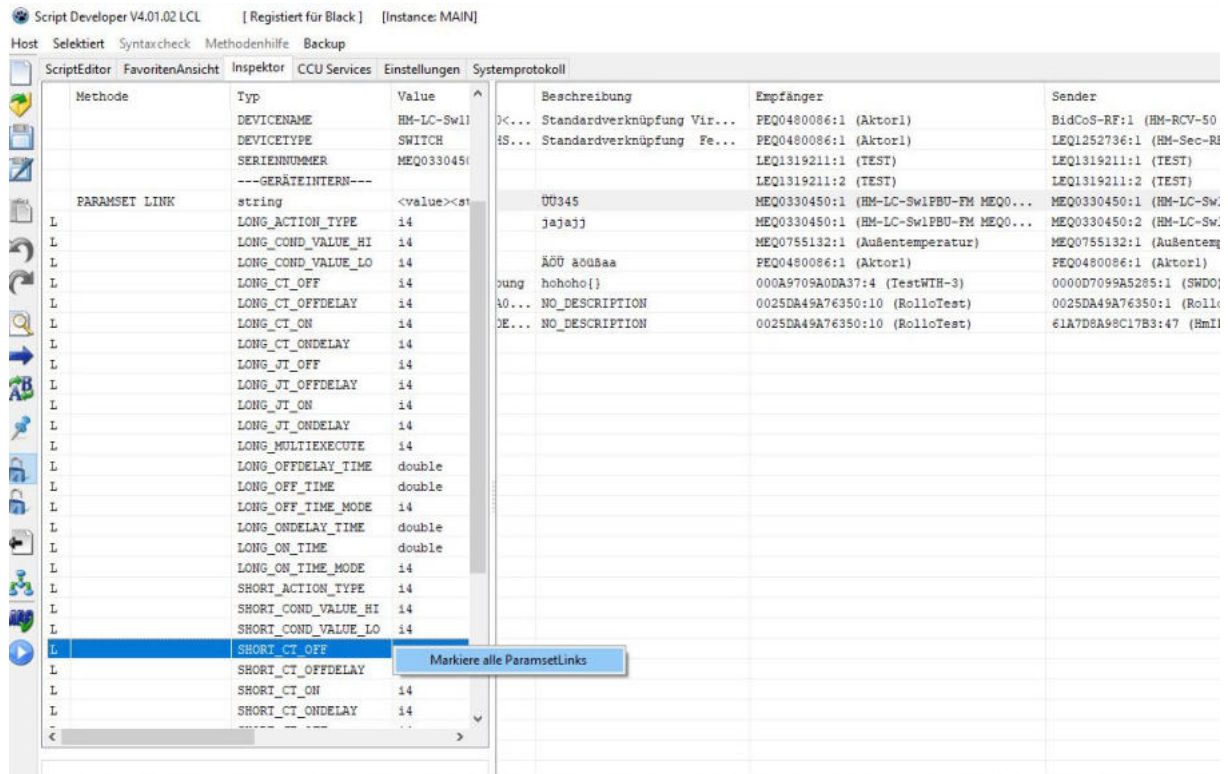 Script Developer V4.01.02 LCL [ Registiert für Black ] [Instance: MAIN]
Host Selektiert Syntaxcheck Methodenhilfe Backup
ScriptEditor FavoritenAnsicht Inspektor CCU Services Einstellungen Systemprotokoll
Methode Typ Value Beschreibung Empfänger Sender
DEVICENAME HM-LC-Sw1 Standardverknüpfung Vir... PEQ0480086:1 (Aktor1) BidCoS-RF:1 (HM-RCV-50
DEVICETYPE SWITCH HS... Standardverknüpfung Fe... PEQ0480086:1 (Aktor1) LEQ1252736:1 (HM-Sec-R
SERIENNUMMER MEQ033045 LEQ1319211:1 (TEST) LEQ1319211:1 (TEST)
---GERÄTEINTERN--- LEQ1319211:2 (TEST) LEQ1319211:2 (TEST)
PARAMSET LINK string <value><st ÜÜ345 MEQ0330450:1 (HM-LC-Sw1PBU-FM MEQ0... MEQ0330450:1 (HM-LC-Sw
L LONG_ACTION_TYPE i4 jajajj MEQ0330450:1 (HM-LC-Sw1PBU-FM MEQ0... MEQ0330450:2 (HM-LC-Sw
L LONG_COND_VALUE_HI i4 MEQ0755132:1 (Außentemperatur) MEQ0755132:1 (Außentemp
L LONG_COND_VALUE_LO i4 ÄÖÜ äöüßaa PEQ0480086:1 (Aktor1) PEQ0480086:1 (Aktor1)
L LONG_CT_OFF i4 bung hohoho{} 000A9709A0DA37:4 (TestWTH-3) 0000D7099A5285:1 (SWDO
L LONG_CT_OFFDELAY i4 NO_DESCRIPTION 0025DA49A76350:10 (RolloTest) 0025DA49A76350:1 (Roll
L LONG_CT_ON i4 NO_DESCRIPTION 0025DA49A76350:10 (RolloTest) 61A7D8A98C17B3:47 (HmI
L LONG_CT_ONDELAY i4
L LONG_JT_OFF i4
L LONG_JT_OFFDELAY i4
L LONG_JT_ON i4
L LONG_JT_ONDELAY i4
L LONG_MULTIEXECUTE i4
L LONG_OFFDELAY_TIME double
L LONG_OFF_TIME double
L LONG_OFF_TIME_MODE i4
L LONG_ONDELAY_TIME double
L LONG_ON_TIME double
L LONG_ON_TIME_MODE i4
L SHORT_ACTION_TYPE i4
L SHORT_COND_VALUE_HI i4
L SHORT_COND_VALUE_LO i4
L SHORT_CT_OFF Markiere alle ParamsetLinks
L SHORT_CT_OFFDELAY
L SHORT_CT_ON i4
L SHORT_CT_ONDELAY i4